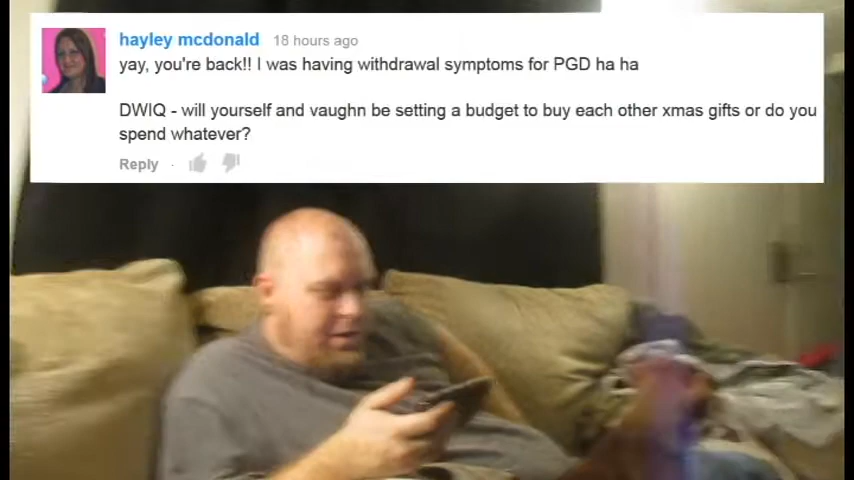 hayley mcdonald 18 hours ago
yay, you're back!! I was having withdrawal symptoms for PGD ha ha
DWIQ - will yourself and vaughn be setting a budget to buy each other xmas gifts or do you
spend whatever?
Reply ·